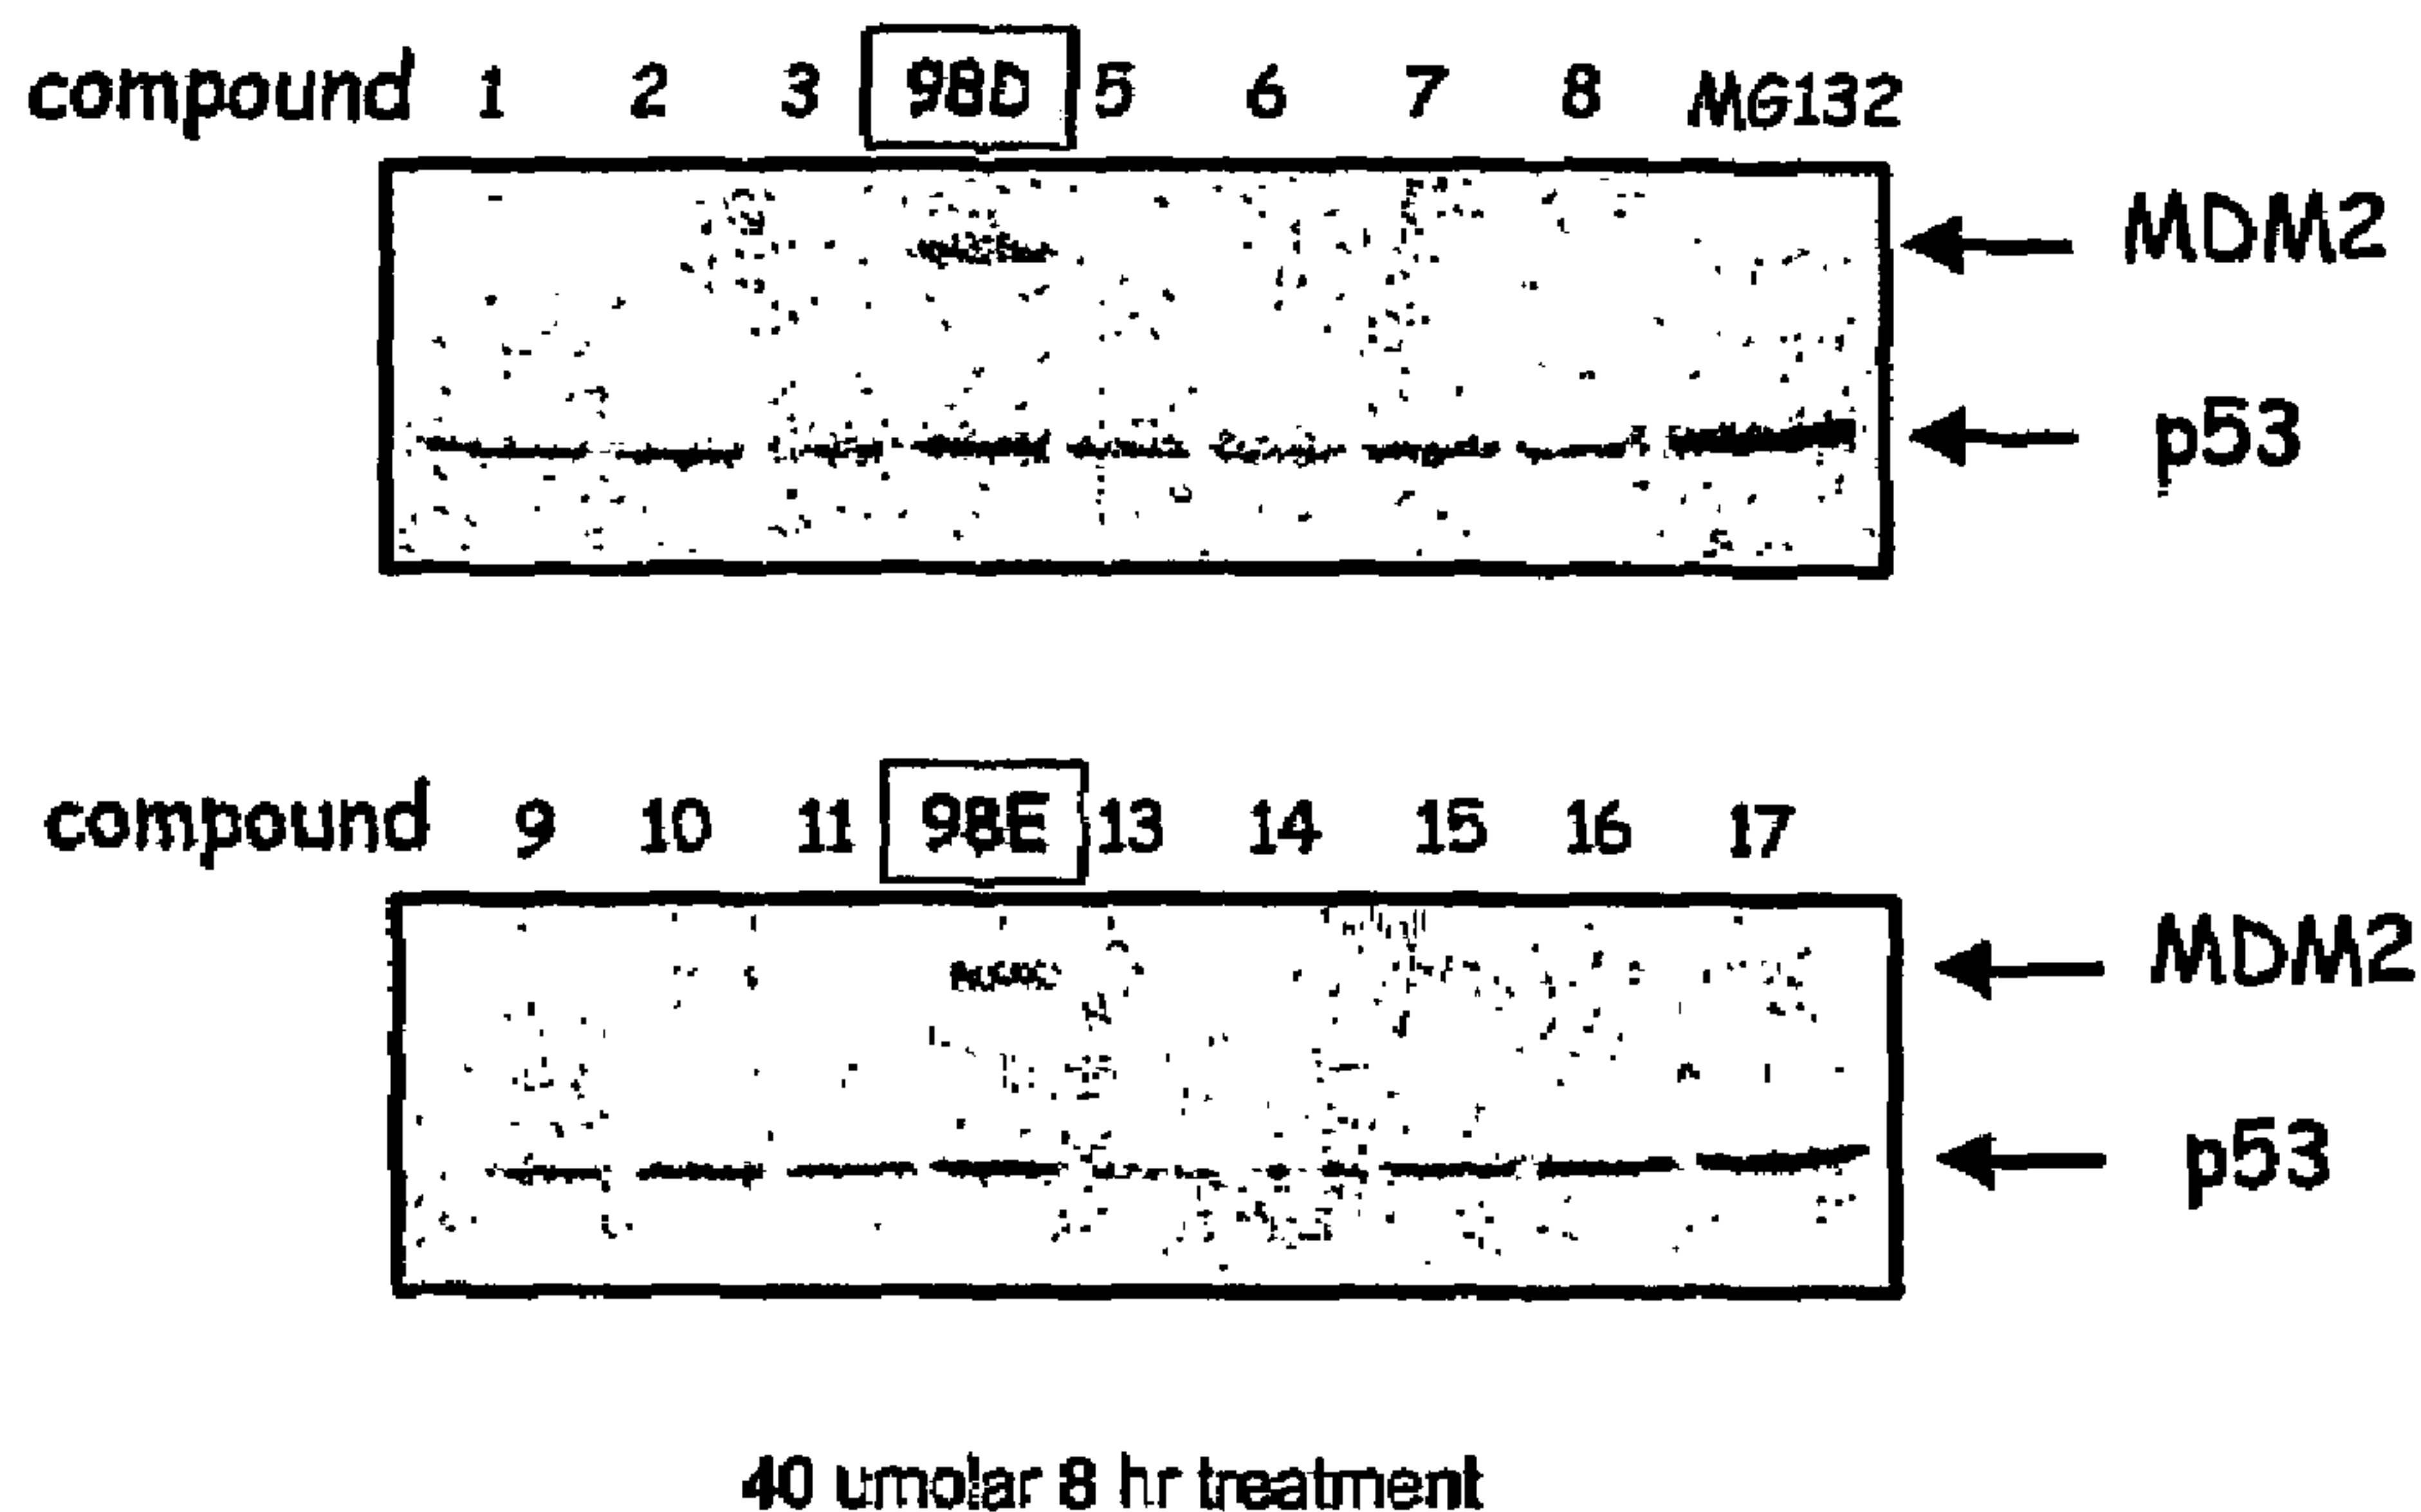 compound 1 2 3 98D 5 6 7 8 MG132
MDM2
p53
compound 9 10 11 98E 13 14 15 16 17
MDM2
p53
40 umolar 8 hr treatment